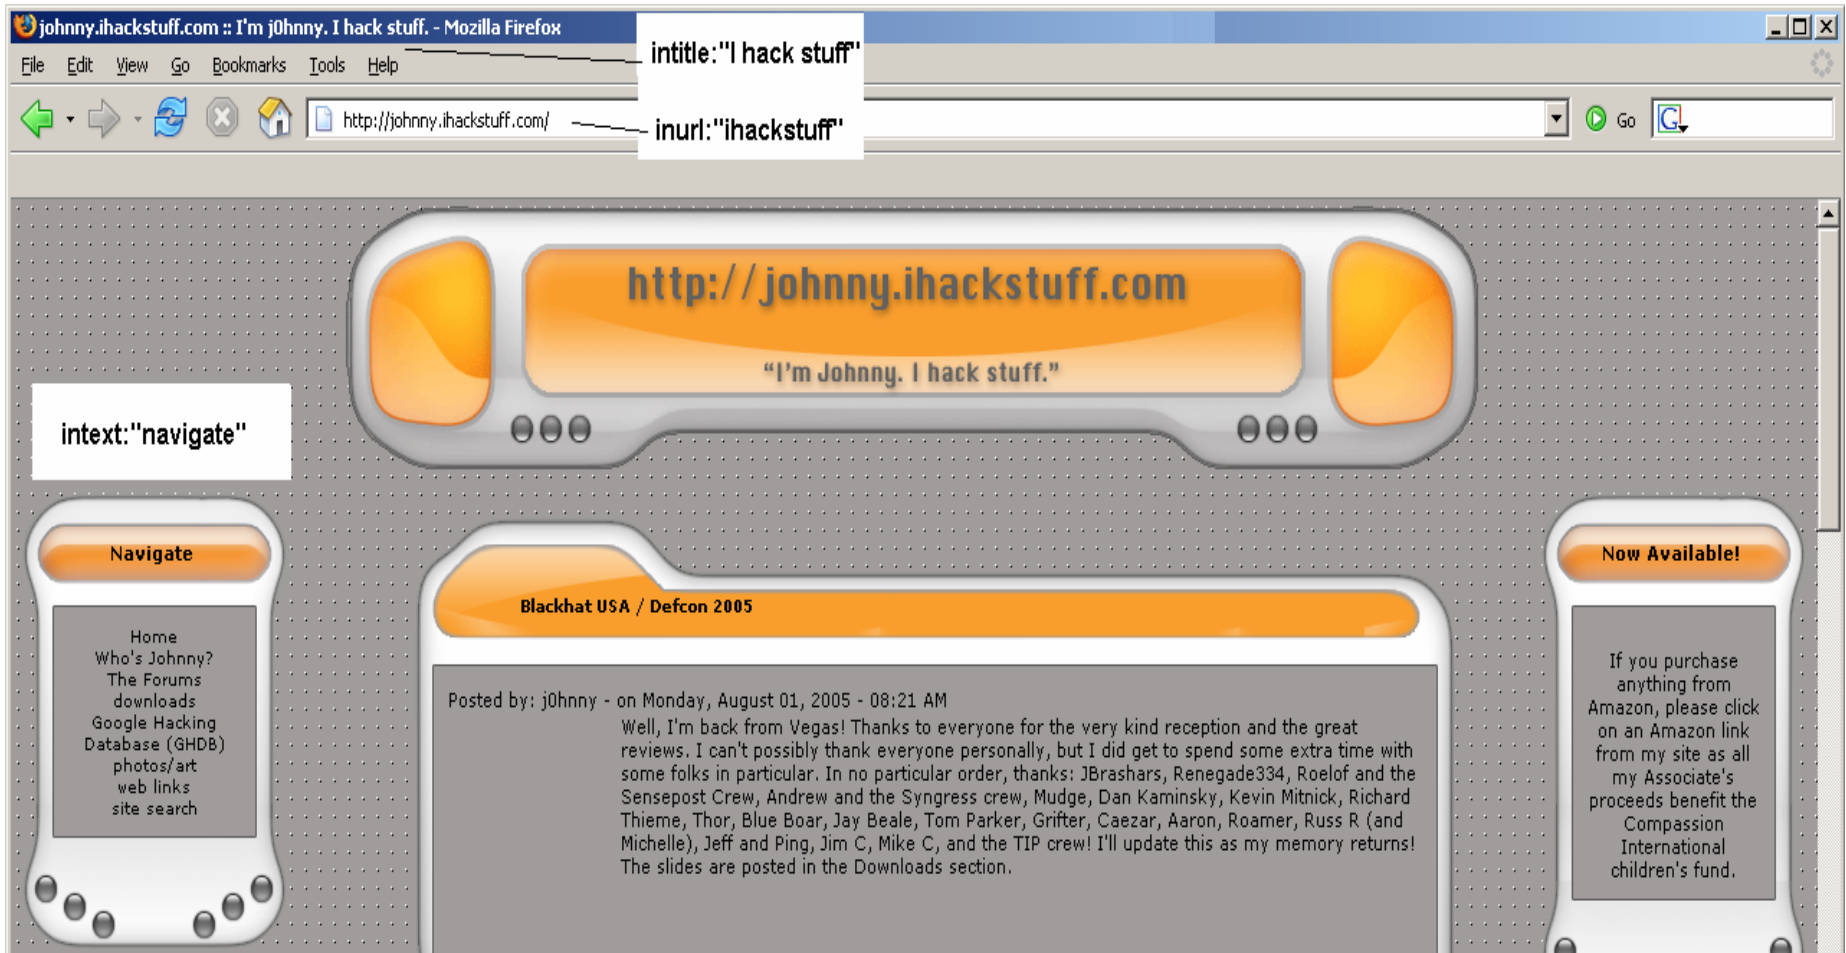 johnny.ihackstuff.com :: I'm j0hnny. I hack stuff. - Mozilla Firefox
intitle:"I hack stuff"
File Edit View Go Bookmarks Tools Help
http://johnny.ihackstuff.com/
inurl:"ihackstuff"
Go
G
http://johnny.ihackstuff.com
“I'm Johnny. I hack stuff.”
intext:"navigate"
Navigate
Home
Who's Johnny?
The Forums
downloads
Google Hacking
Database (GHDB)
photos/art
web links
site search
Blackhat USA / Defcon 2005
Posted by: j0hnny - on Monday, August 01, 2005 - 08:21 AM
Well, I'm back from Vegas! Thanks to everyone for the very kind reception and the great
reviews. I can't possibly thank everyone personally, but I did get to spend some extra time with
some folks in particular. In no particular order, thanks: JBrashars, Renegade334, Roelof and the
Sensepost Crew, Andrew and the Syngress crew, Mudge, Dan Kaminsky, Kevin Mitnick, Richard
Thieme, Thor, Blue Boar, Jay Beale, Tom Parker, Grifter, Caezar, Aaron, Roamer, Russ R (and
Michelle), Jeff and Ping, Jim C, Mike C, and the TIP crew! I'll update this as my memory returns!
The slides are posted in the Downloads section.
Now Available!
If you purchase
anything from
Amazon, please click
on an Amazon link
from my site as all
my Associate's
proceeds benefit the
Compassion
International
children's fund.